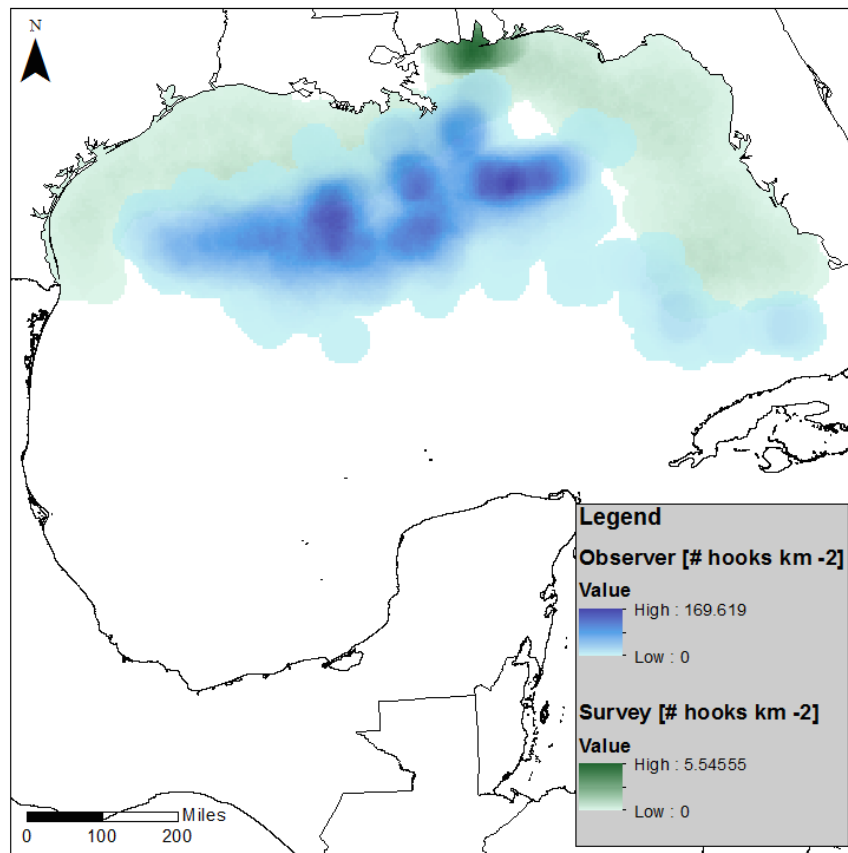 N
Legend
Observer [# hooks km -2]
Value
High : 169.619
Low : 0
Survey [# hooks km -2]
Value
High : 5.54555
Low : 0
Miles
0 100 200